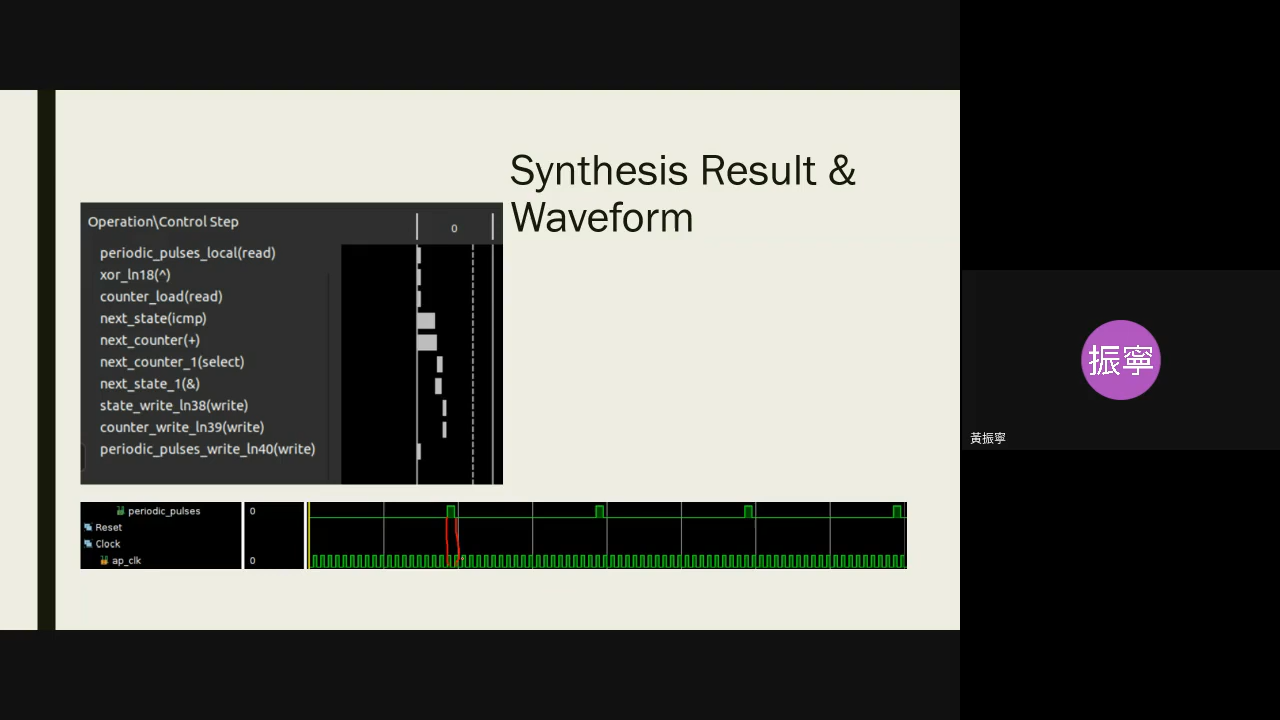 Synthesis Result &
Waveform
Operation\Control Step
0
periodic_pulses_local(read)
xor_ln18(^)
counter_load(read)
next_state(icmp)
next_counter(+)
next_counter_1(select)
next_state_1(&)
state_write_ln38(write)
counter_write_ln39(write)
periodic_pulses_write_ln40(write)
periodic_pulses 0
Reset
Clock
ap_clk 0
振寧
黃振寧